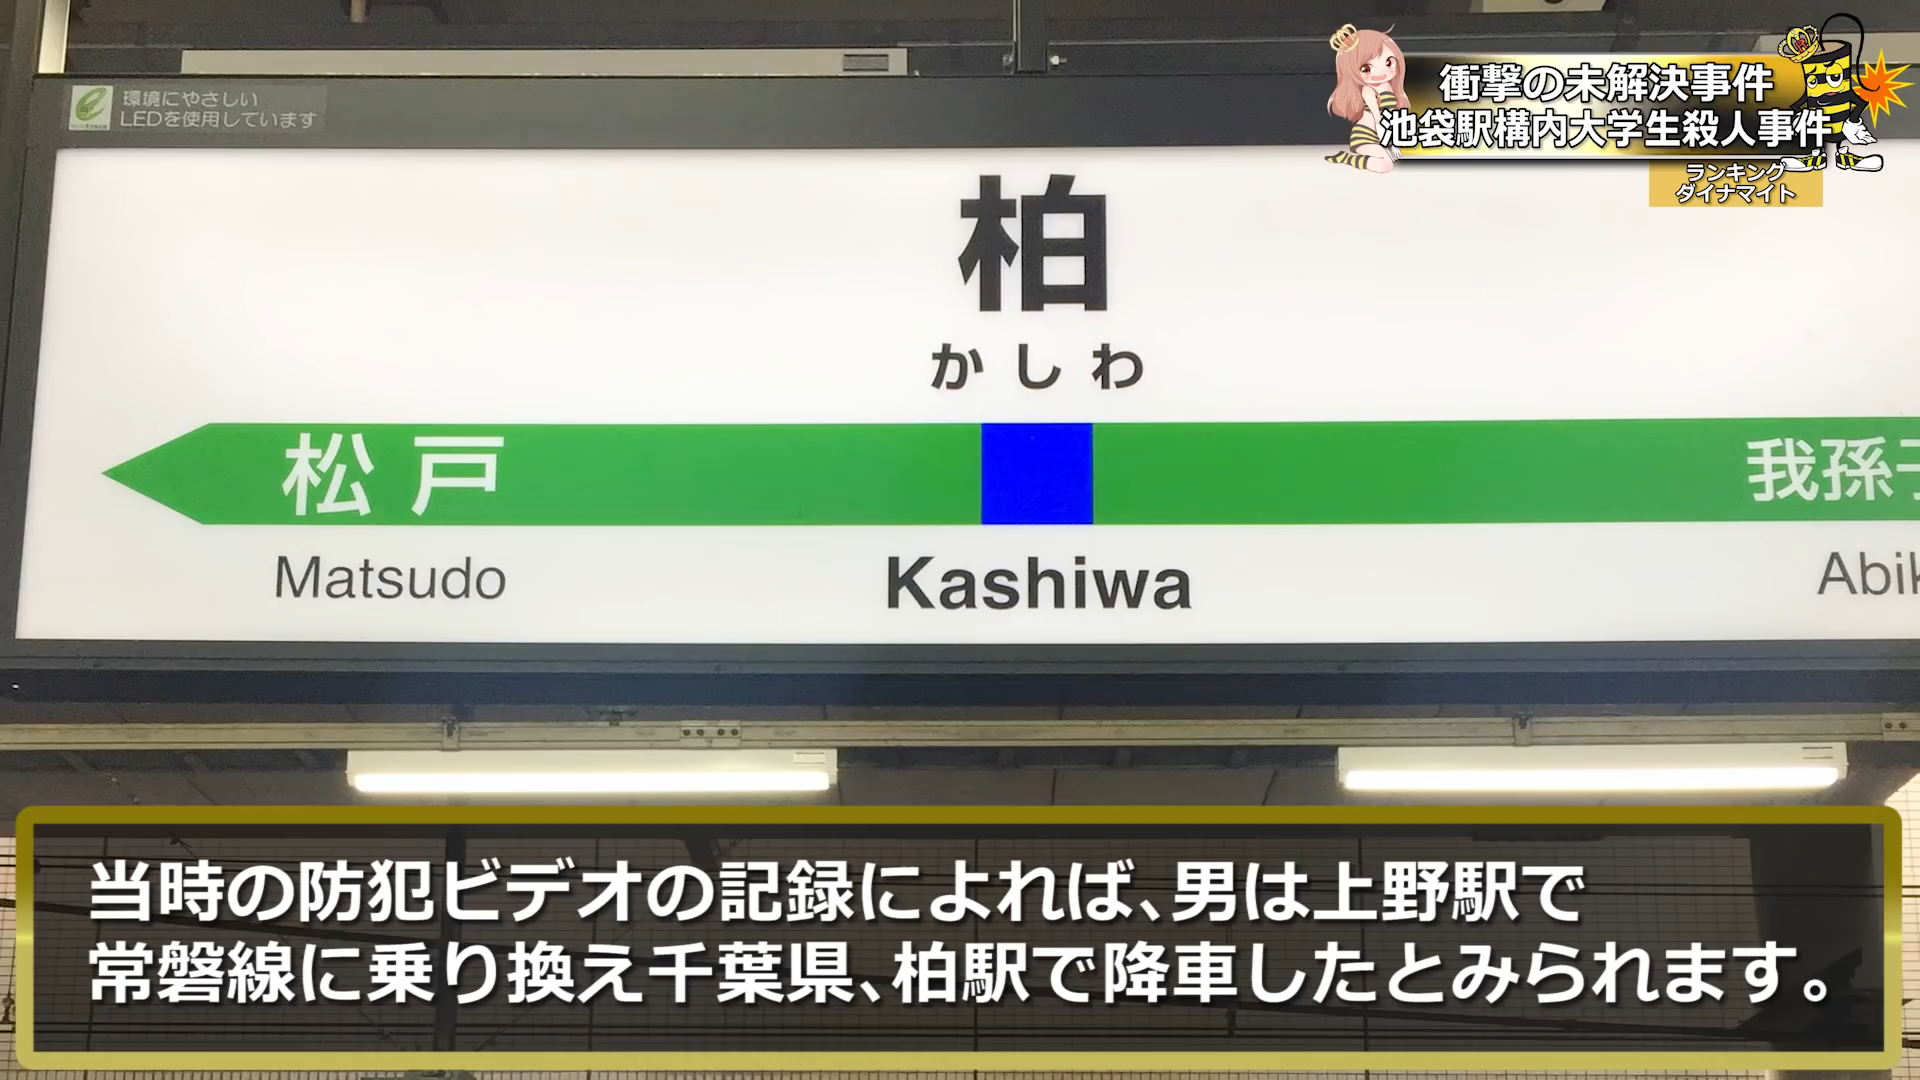 環境にやさしい
LEDを使用しています
衝撃の未解決事件
池袋駅構内大学生殺人事件
ランキング
ダイナマイト
柏
かしわ
松戸
我孫子
Matsudo
Kashiwa
Abik
当時の防犯ビデオの記録によれば、男は上野駅で
常磐線に乗り換え千葉県、柏駅で降車したとみられます。